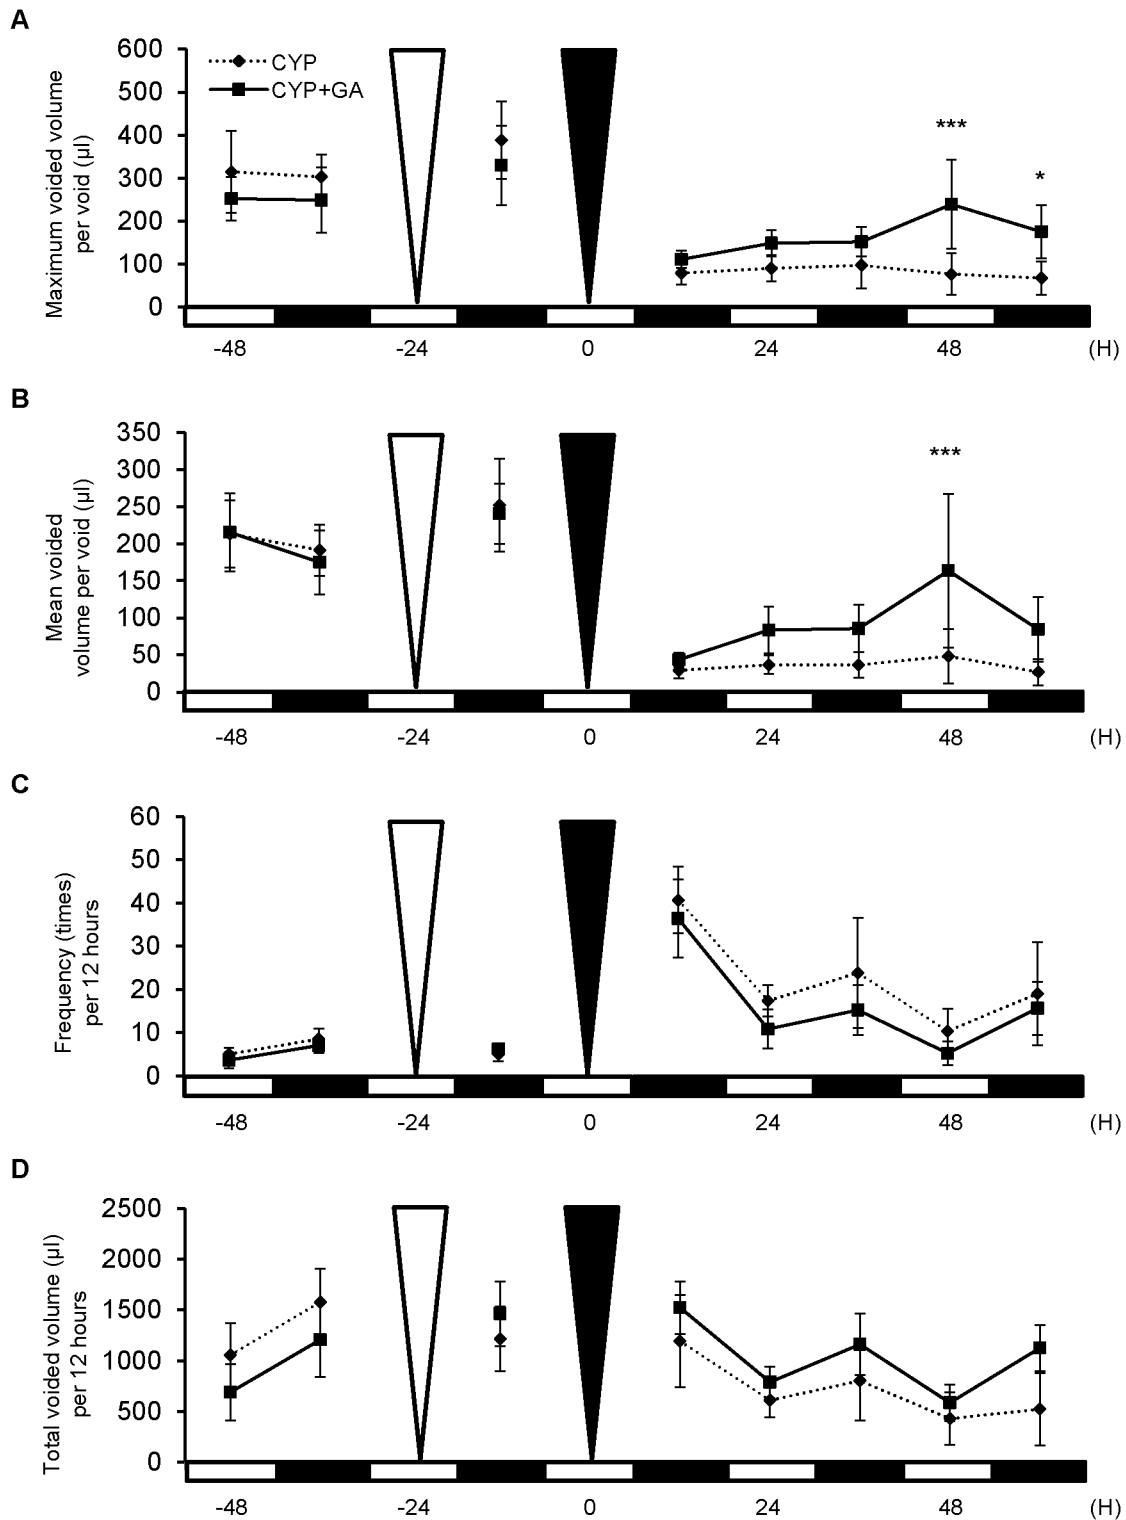 A
Maximum voided volume
per void (µl)
600
500
400
300
200
100
0
CYP
CYP+GA
***
*
-48
-24
0
24
48
(H)
B
Mean voided
volume per void (µl)
350
300
250
200
150
100
50
0
***
-48
-24
0
24
48
(H)
C
Frequency (times)
per 12 hours
60
50
40
30
20
10
0
-48
-24
0
24
48
(H)
D
Total voided volume (µl)
per 12 hours
2500
2000
1500
1000
500
0
-48
-24
0
24
48
(H)